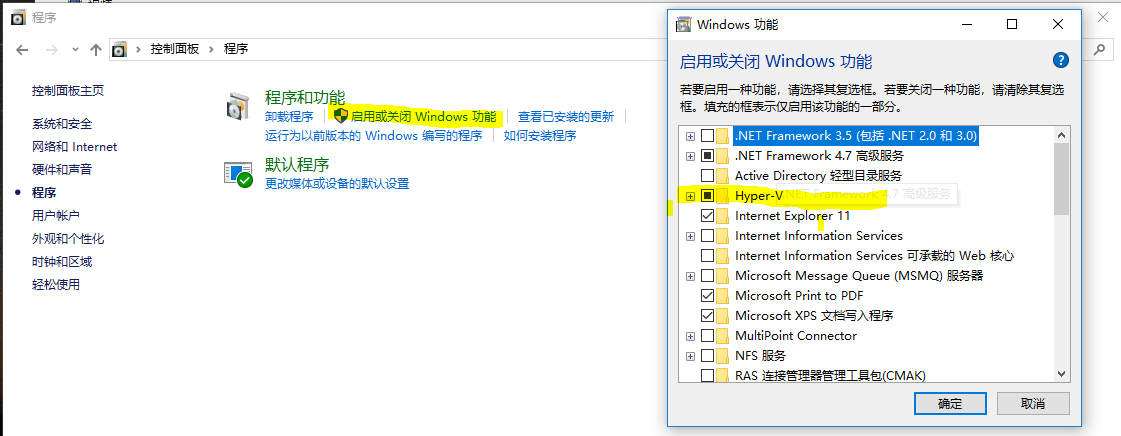 程序
控制面板 › 程序
控制面板主页
系统和安全
网络和 Internet
硬件和声音
程序
用户帐户
外观和个性化
时钟和区域
轻松使用
程序和功能
卸载程序 启用或关闭 Windows 功能 查看已安装的更新
运行为以前版本的 Windows 编写的程序 如何安装程序
默认程序
更改媒体或设备的默认设置
Windows 功能
启用或关闭 Windows 功能
若要启用一种功能，请选择其复选框。若要关闭一种功能，请清除其复选
框。填充的框表示仅启用该功能的一部分。
.NET Framework 3.5 (包括 .NET 2.0 和 3.0)
.NET Framework 4.7 高级服务
Active Directory 轻型目录服务
Hyper-V
.NET Framework 4.7 高级服务
Internet Explorer 11
Internet Information Services
Internet Information Services 可承载的 Web 核心
Microsoft Message Queue (MSMQ) 服务器
Microsoft Print to PDF
Microsoft XPS 文档写入程序
MultiPoint Connector
NFS 服务
RAS 连接管理器管理工具包(CMAK)
确定 取消